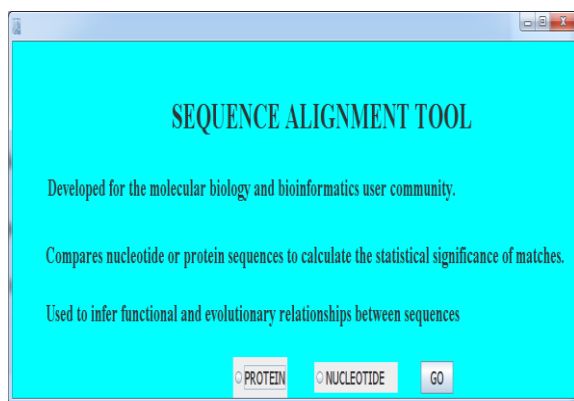 SEQUENCE ALIGNMENT TOOL
Developed for the molecular biology and bioinformatics user community.
Compares nucleotide or protein sequences to calculate the statistical significance of matches.
Used to infer functional and evolutionary relationships between sequences
PROTEIN NUCLEOTIDE GO